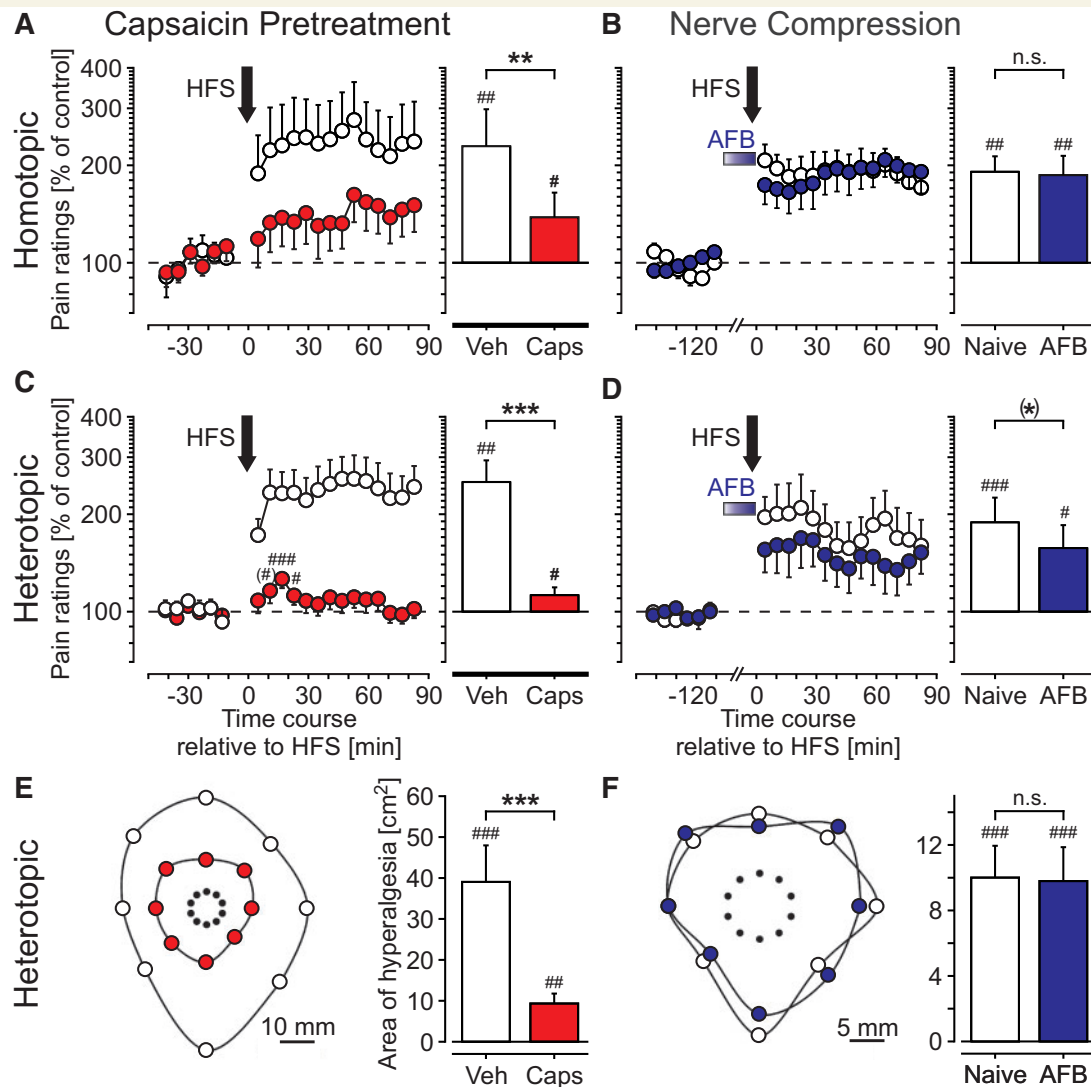 Capsaicin Pretreatment
Nerve Compression
A
Homotopic
Pain ratings [% of control]
400
300
200
100
HFS
-30 0 30 60 90
**
##
#
Veh Caps
B
HFS
AFB
-120 0 30 60 90
n.s.
## ##
Naive AFB
C
Heterotopic
Pain ratings [% of control]
400
300
200
100
HFS
(#)
###
#
-30 0 30 60 90
Time course
relative to HFS [min]
***
##
#
Veh Caps
D
HFS
AFB
-120 0 30 60 90
relative to HFS [min]
(*)
###
#
Naive AFB
E
Heterotopic
10 mm
Area of hyperalgesia [cm²]
60
50
40
30
20
10
0
***
###
##
Veh Caps
F
5 mm
12
8
4
0
n.s.
### ###
Naive AFB